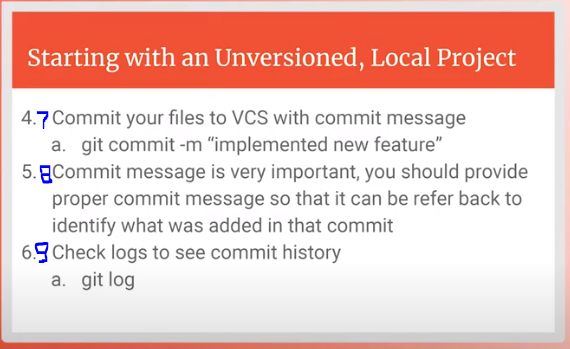 Starting with an Unversioned, Local Project
4.7 Commit your files to VCS with commit message
a. git commit -m “implemented new feature”
5.8 Commit message is very important, you should provide
proper commit message so that it can be refer back to
identify what was added in that commit
6.9 Check logs to see commit history
a. git log